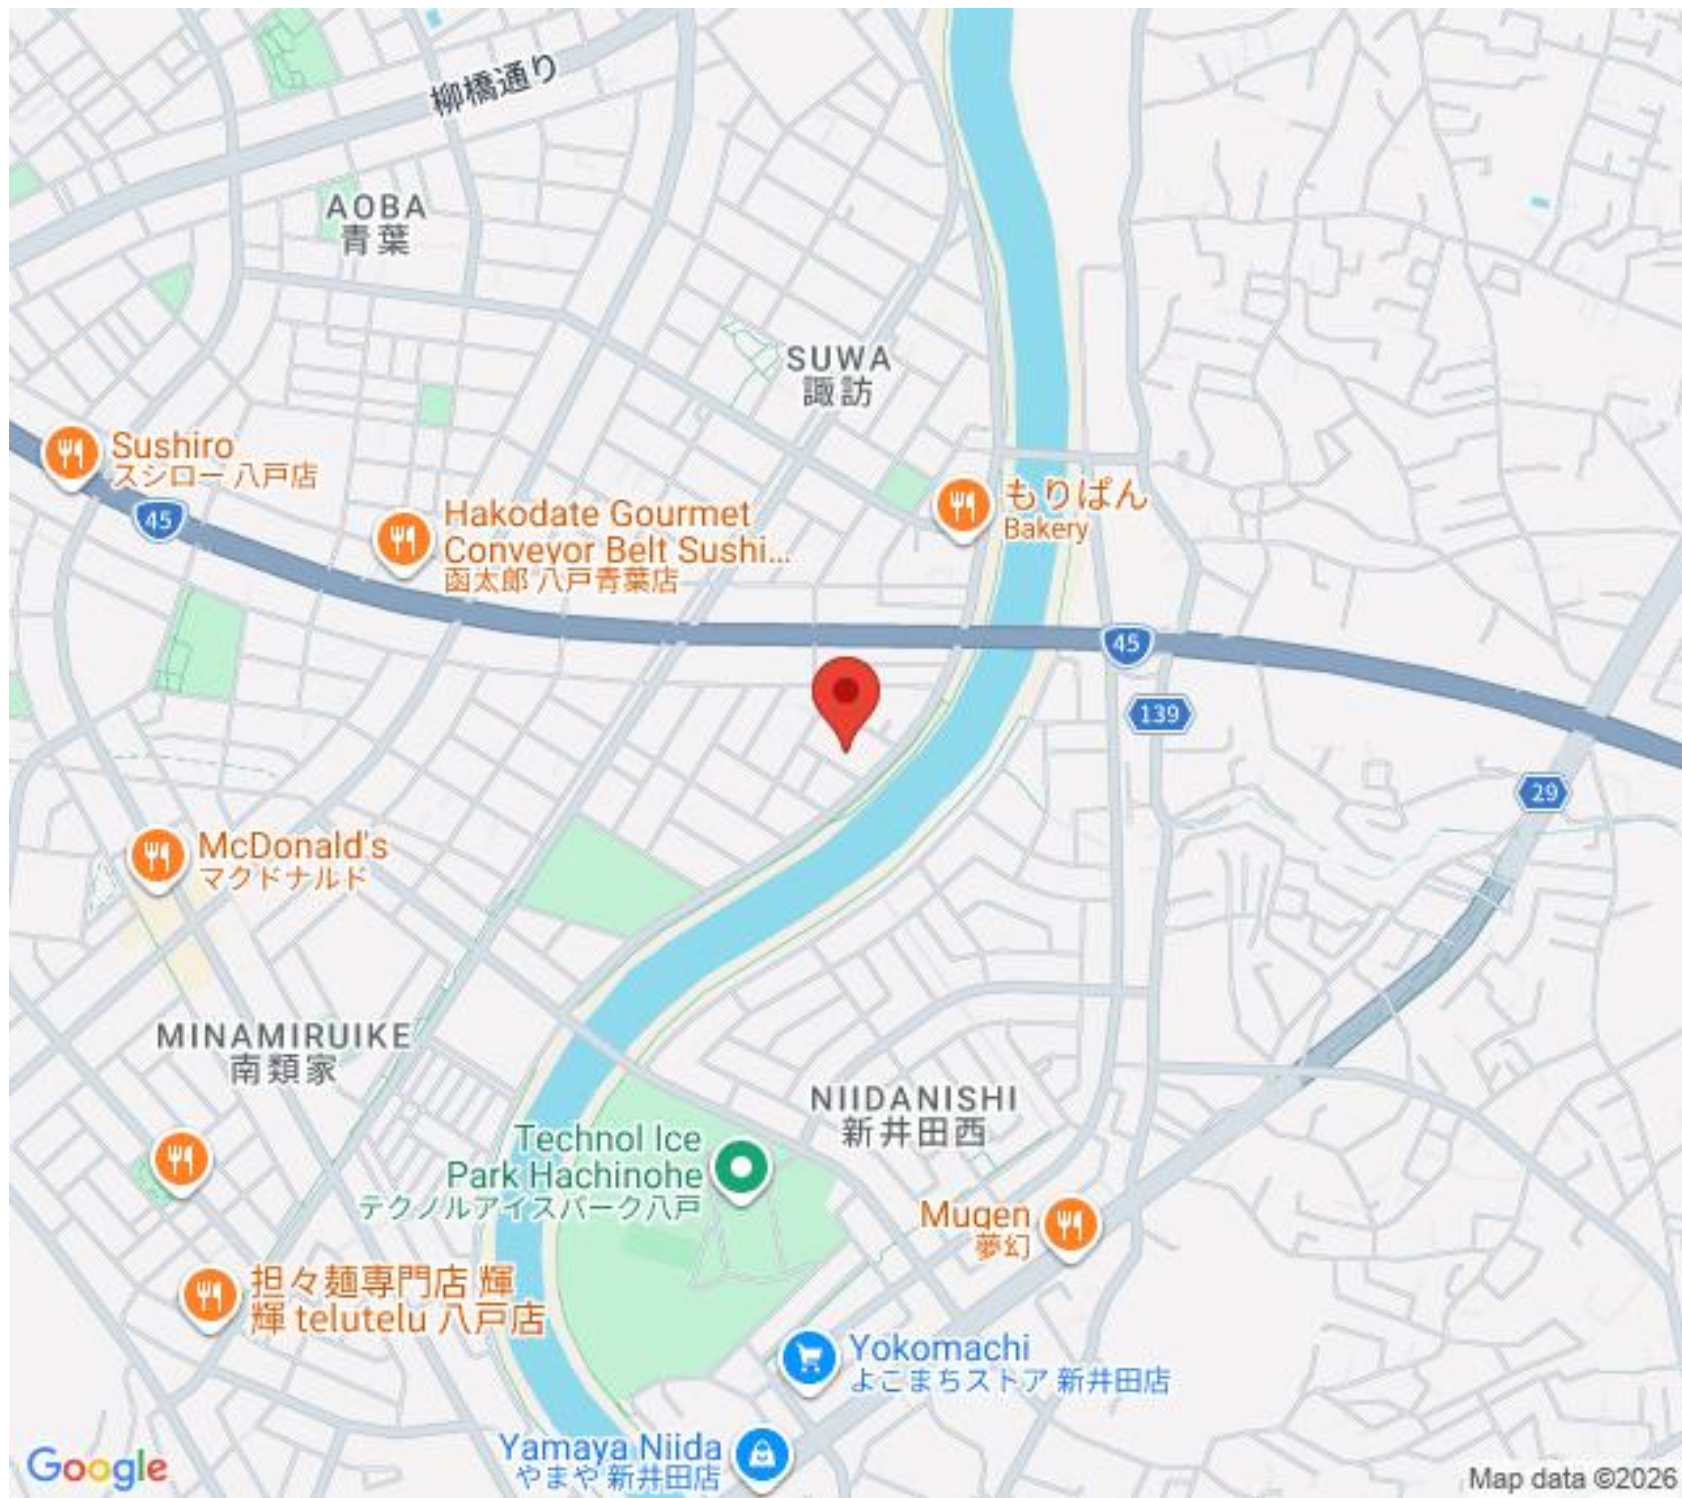 柳橋通り
AOBA
青葉
SUWA
諏訪
Sushiro
スシロー 八戸店
45
Hakodate Gourmet
Conveyor Belt Sushi...
函太郎 八戸青葉店
もりぱん
Bakery
45
139
29
McDonald's
マクドナルド
MINAMIRUIKE
南類家
NIIDANISHI
新井田西
Technol Ice
Park Hachinohe
テクノルアイスパーク八戸
Mugen
夢幻
担々麺専門店 輝
輝 telutelu 八戸店
Yokomachi
よこまちストア 新井田店
Yamaya Niida
やまや 新井田店
Google
Map data ©2026